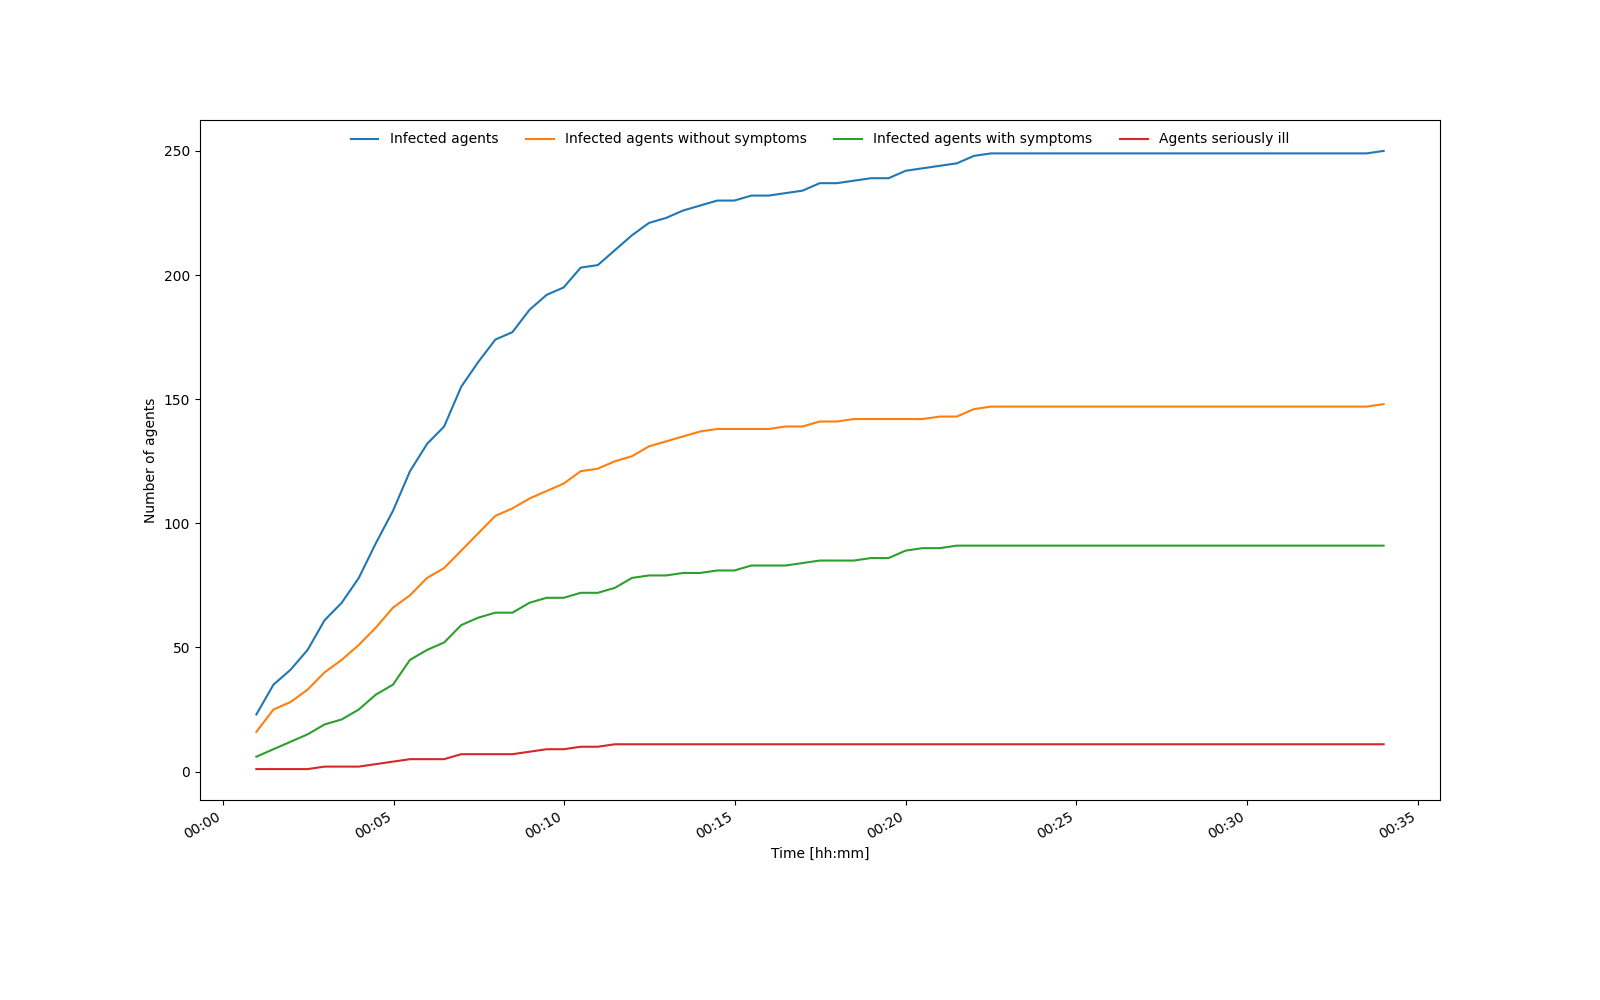 Infected agents Infected agents without symptoms Infected agents with symptoms Agents seriously ill
250
200
150
100
50
0
Number of agents
00:00 00:05 00:10 00:15 00:20 00:25 00:30 00:35
Time [hh:mm]